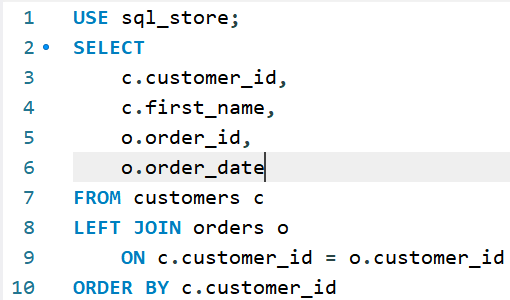 1 USE sql_store;
2 SELECT
3 c.customer_id,
4 c.first_name,
5 o.order_id,
6 o.order_date
7 FROM customers c
8 LEFT JOIN orders o
9 ON c.customer_id = o.customer_id
10 ORDER BY c.customer_id